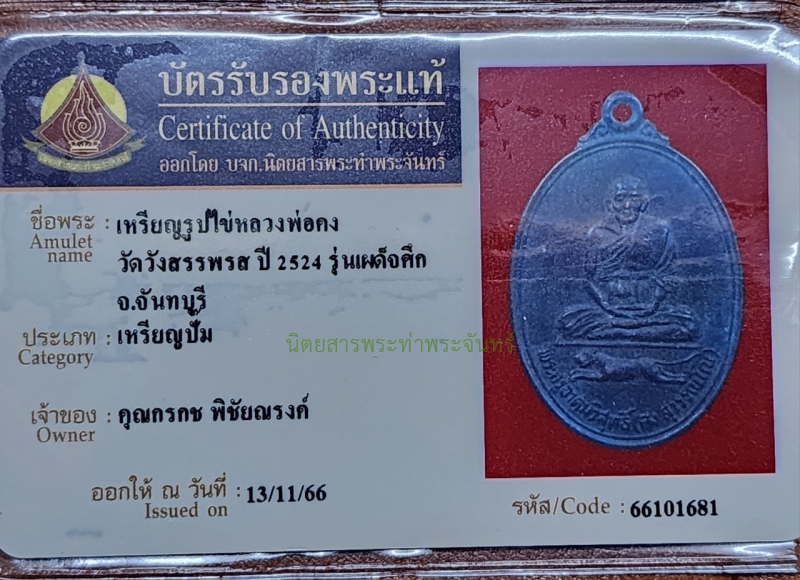 บัตรรับรองพระแท้
Certificate of Authenticity
ออกโดย บจก.นิตยสารพระท่าพระจันทร์
ชื่อพระ : เหรียญรูปไข่หลวงพ่อคง
Amulet name
วัดวังสรรพรส ปี 2524 รุ่นเผด็จศึก
จ.จันทบุรี
ประเภท : เหรียญปั๊ม
Category
นิตยสารพระท่าพระจันทร์
เจ้าของ : คุณกรกช พิชัยณรงค์
Owner
ออกให้ ณ วันที่ : 13/11/66
Issued on
รหัส/Code : 66101681